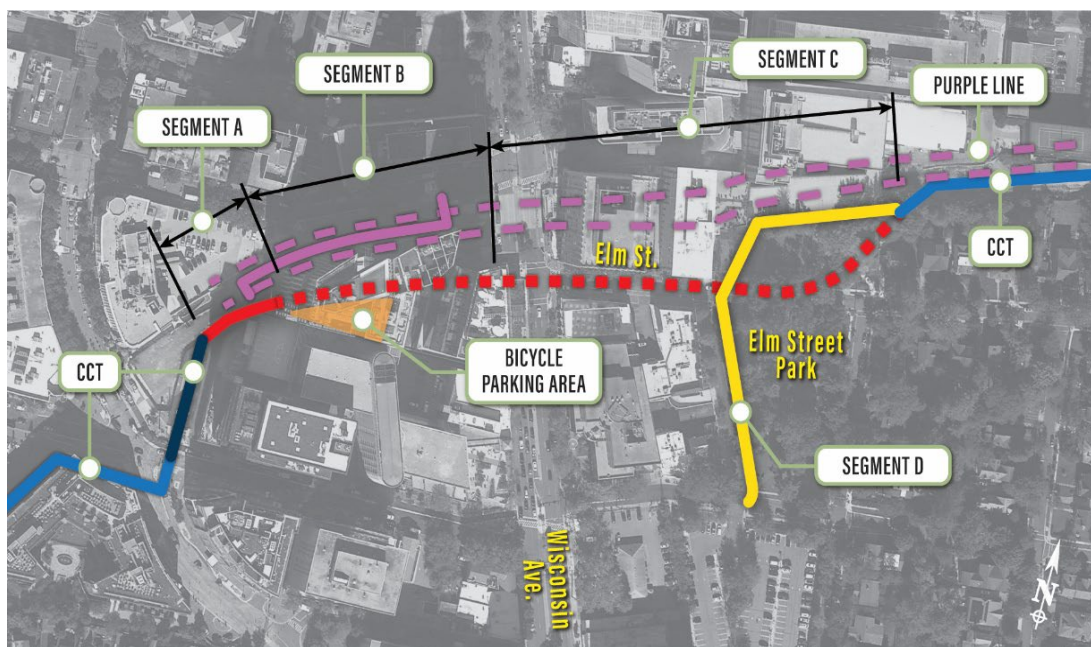 SEGMENT B
SEGMENT C
PURPLE LINE
SEGMENT A
CCT
Elm St.
CCT
BICYCLE
PARKING AREA
Elm Street
Park
SEGMENT D
Wisconsin
Ave.
N